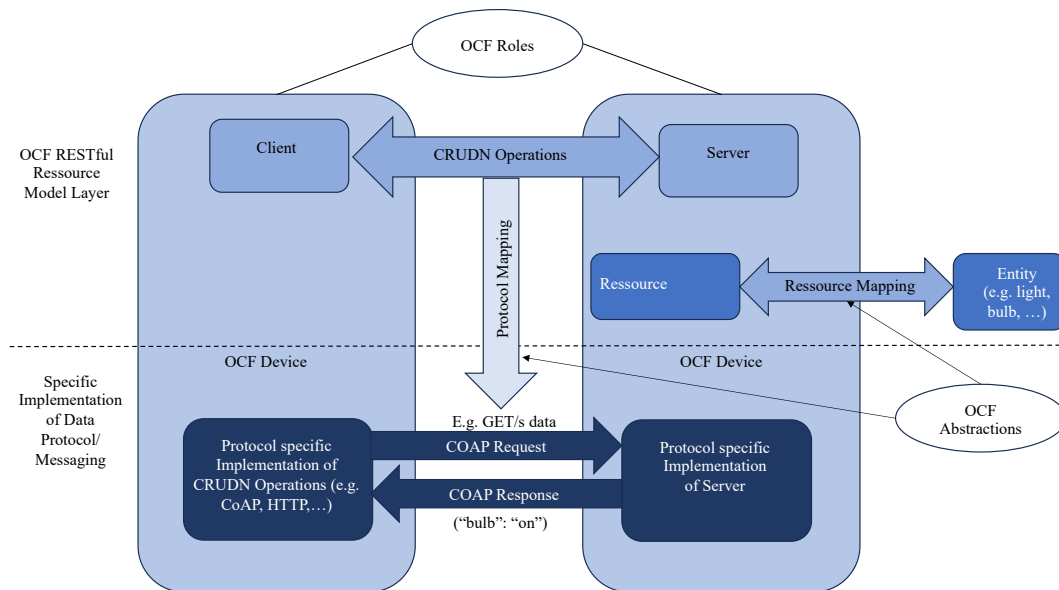 OCF Roles
OCF RESTful
Ressource
Model Layer
Client
CRUDN Operations
Server
Protocol Mapping
Ressource
Ressource Mapping
Entity
(e.g. light,
bulb, …)
OCF Device
OCF Device
Specific
Implementation
of Data
Protocol/
Messaging
OCF
Abstractions
E.g. GET/s data
Protocol specific
Implementation of
CRUDN Operations (e.g.
CoAP, HTTP,…)
COAP Request
COAP Response
(“bulb”: “on”)
Protocol specific
Implementation
of Server